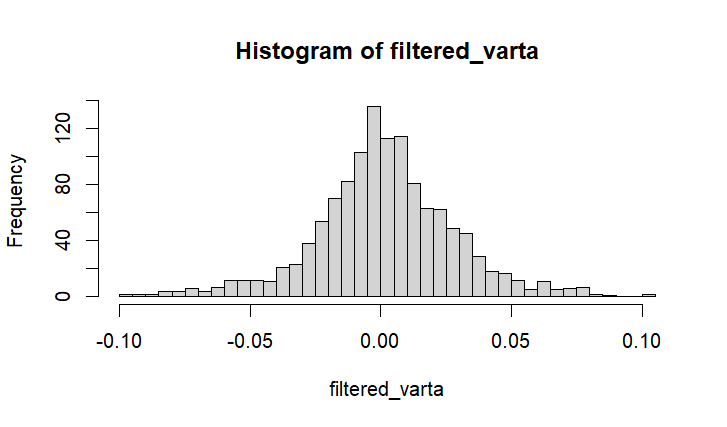 Histogram of filtered_varta
Frequency
120
80
40
0
-0.10 -0.05 0.00 0.05 0.10
filtered_varta